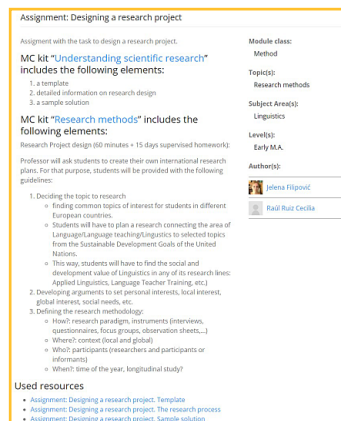 Assignment: Designing a research project
Assigment with the task to design a research project.
MC kit “Understanding scientific research”
includes the following elements:
1. a template
2. detailed information on research design
3. a sample solution
MC kit “Research methods” includes the
following elements:
Research Project design (60 minutes + 15 days supervised homework):
Professor will ask students to create their own international research
plans. For that purpose, students will be provided with the following
guidelines:
1. Deciding the topic to research
finding common topics of interest for students in different
European countries.
Students will have to plan a research connecting the area of
Language/Language teaching/Lingustics to selected topics
from the Sustainable Development Goals of the United
Nations.
This way, students will have to find the social and
development value of Linguistics in any of its research lines:
Applied Linguistics, Language Teacher Training, etc.)
2. Developing arguments to set personal interests, local interest,
global interest, social needs, etc.
3. Defining the research methodology:
How?: research paradigm, instruments (interviews,
questionnaires, focus groups, observation sheets,...)
Where?: context (local and global)
Who?: participants (researchers and participants or
informants)
When?: time of the year, longitudinal study?
Used resources
Assignment: Designing a research project. Template
Assignment: Designing a research project. The research process
Assignment: Designing a research project. Sample solution
Module class:
Method
Topic(s):
Research methods
Subject Area(s):
Linguistics
Level(s):
Early M.A.
Author(s):
Jelena Filipović
Raúl Ruiz Cecilia